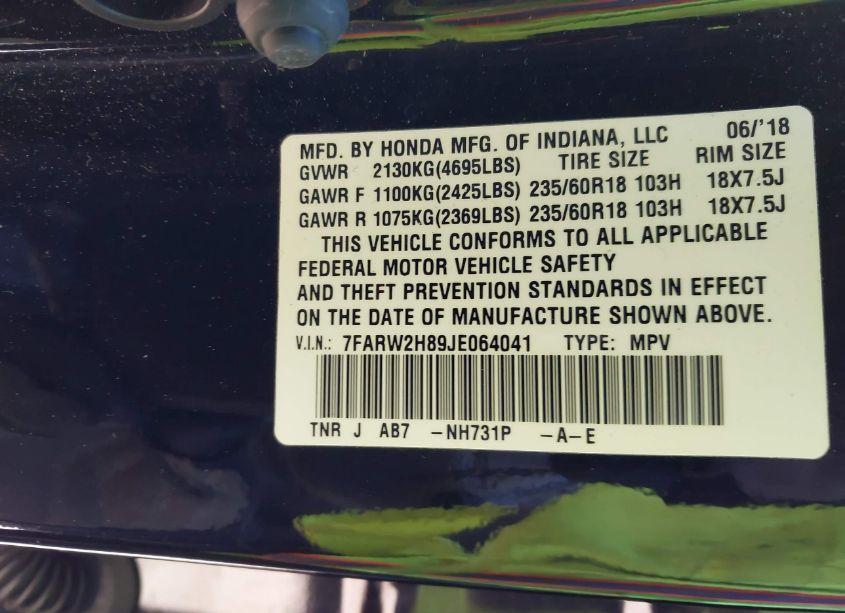 MFD. BY HONDA MFG. OF INDIANA, LLC 06/'18
GVWR 2130KG(4695LBS) TIRE SIZE RIM SIZE
GAWR F 1100KG(2425LBS) 235/60R18 103H 18X7.5J
GAWR R 1075KG(2369LBS) 235/60R18 103H 18X7.5J
THIS VEHICLE CONFORMS TO ALL APPLICABLE
FEDERAL MOTOR VEHICLE SAFETY
AND THEFT PREVENTION STANDARDS IN EFFECT
ON THE DATE OF MANUFACTURE SHOWN ABOVE.
V.I.N.: 7FARW2H89JE064041 TYPE: MPV
TNR J AB7 -NH731P -A-E